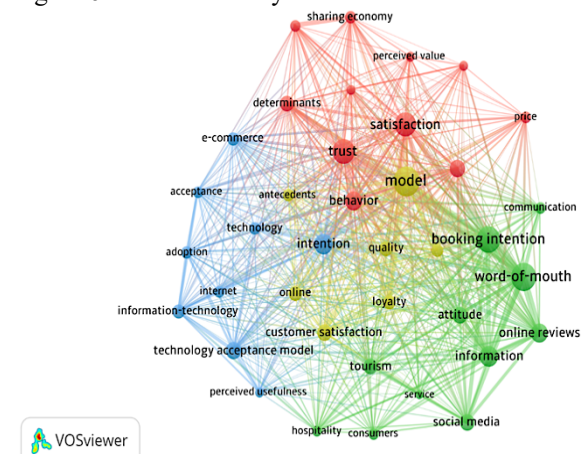 sharing economy
perceived value
determinants
price
satisfaction
e-commerce
trust
model
acceptance
antecedents
behavior
communication
technology
intention
quality
booking intention
adoption
word-of-mouth
internet
online
information-technology
loyalty
attitude
customer satisfaction
online reviews
technology acceptance model
information
tourism
perceived usefulness
service
social media
hospitality
consumers
VOSviewer